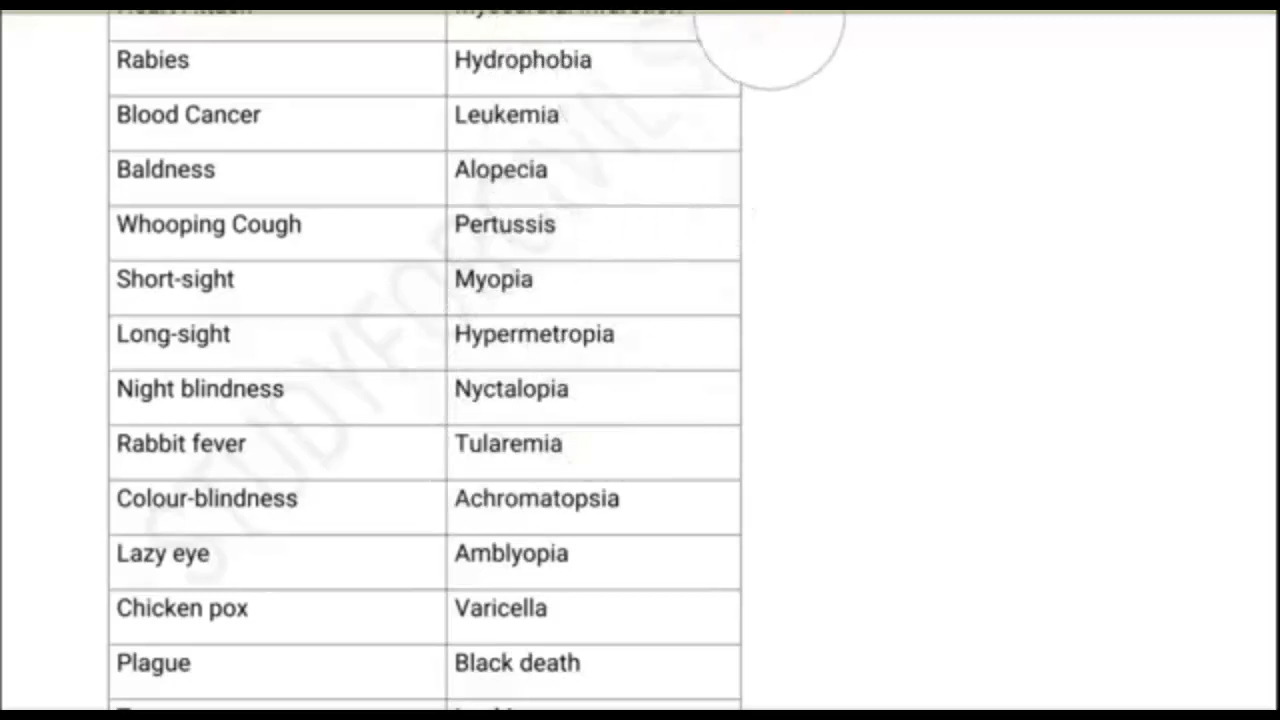 Rabies Hydrophobia
Blood Cancer Leukemia
Baldness Alopecia
Whooping Cough Pertussis
Short-sight Myopia
Long-sight Hypermetropia
Night blindness Nyctalopia
Rabbit fever Tularemia
Colour-blindness Achromatopsia
Lazy eye Amblyopia
Chicken pox Varicella
Plague Black death